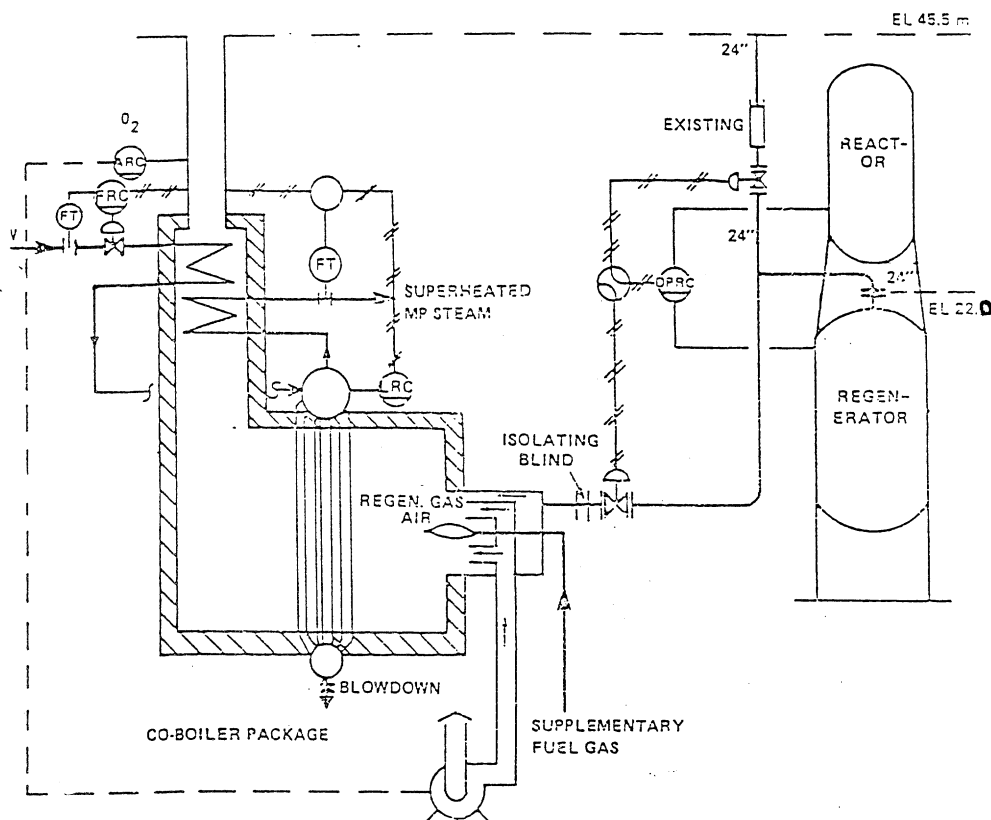 EL 45.5 m
24"
O2
EXISTING
REACT-
OR
ARC
FRC
FT
V
24"
FT
DPRC
24"
SUPERHEATED
MP STEAM
EL 22.0
LRC
REGEN-
ERATOR
ISOLATING
BLIND
REGEN. GAS
AIR
BLOWDOWN
CO-BOILER PACKAGE
SUPPLEMENTARY
FUEL GAS